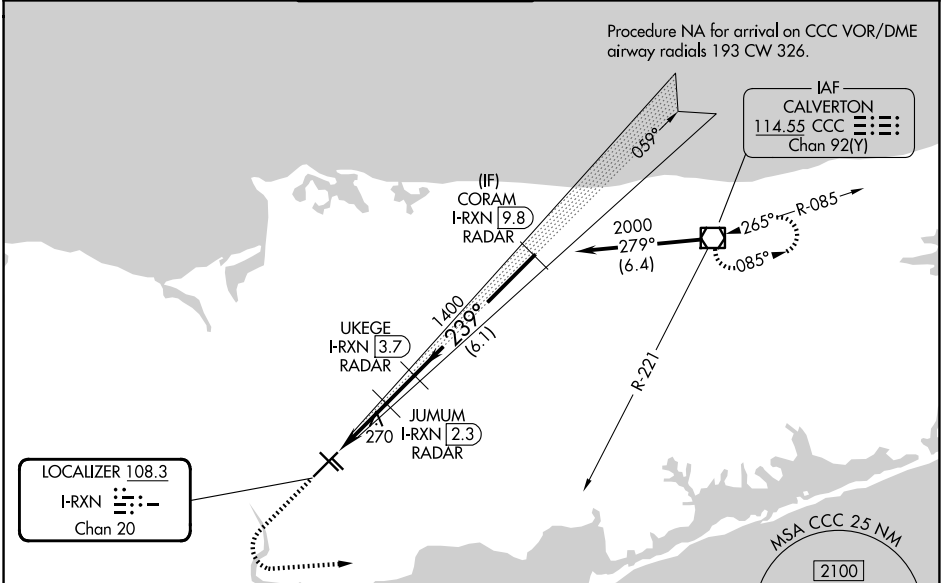 Procedure NA for arrival on CCC VOR/DME
airway radials 193 CW 326.
IAF
CALVERTON
114.55 CCC
Chan 92(Y)
059°
(IF)
CORAM
I-RXN 9.8
RADAR
2000
279°
(6.4)
265°
R-085
085°
1400
239°
(6.1)
UKEGE
I-RXN 3.7
RADAR
R-221
JUMUM
I-RXN 2.3
RADAR
270
LOCALIZER 108.3
I-RXN
Chan 20
MSA CCC 25 NM
2100